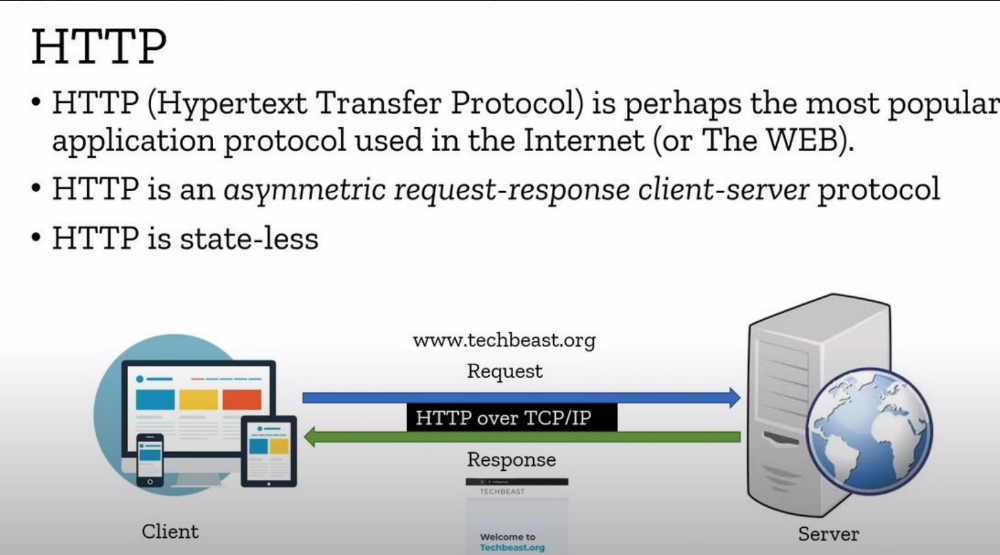 HTTP
• HTTP (Hypertext Transfer Protocol) is perhaps the most popular
application protocol used in the Internet (or The WEB).
• HTTP is an asymmetric request-response client-server protocol
• HTTP is state-less
www.techbeast.org
Request
HTTP over TCP/IP
Response
TECHBEAST
Welcome to
Techbeast.org
Client
Server